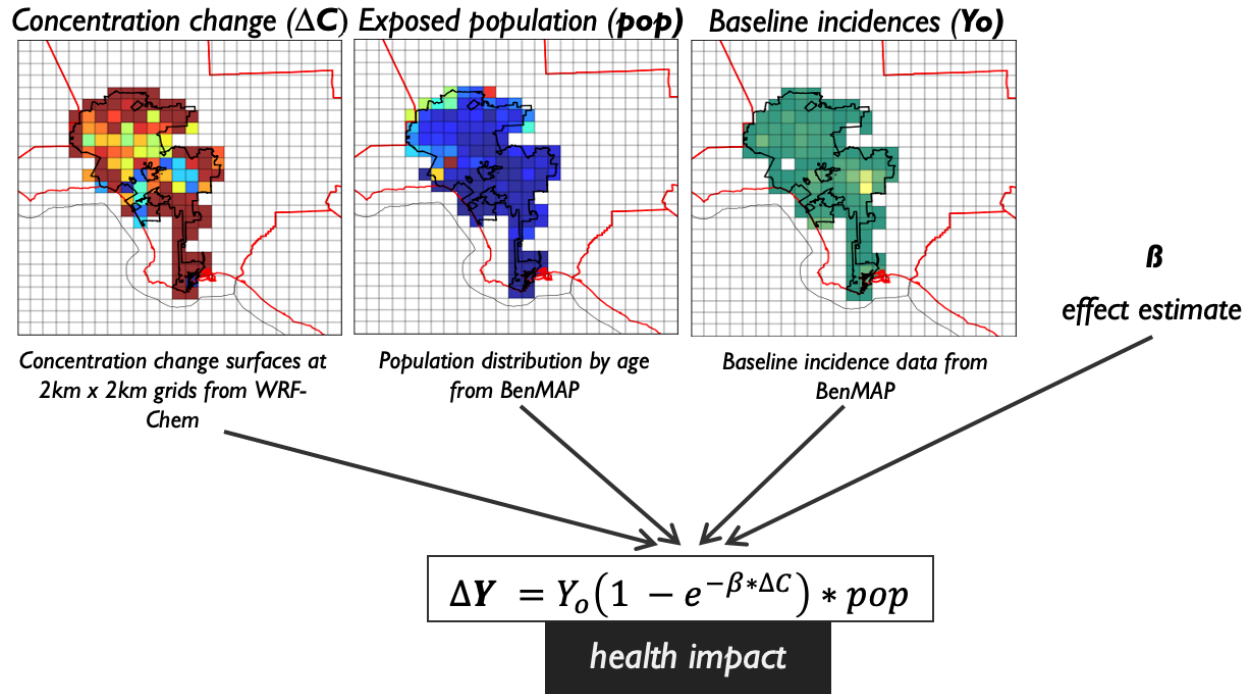 Concentration change (ΔC)
Exposed population (pop)
Baseline incidences (Yo)
ß
effect estimate
Concentration change surfaces at
2km x 2km grids from WRF-
Chem
Population distribution by age
from BenMAP
Baseline incidence data from
BenMAP
ΔY = Y₀(1 − e^{−β∗ΔC}) ∗ pop
health impact